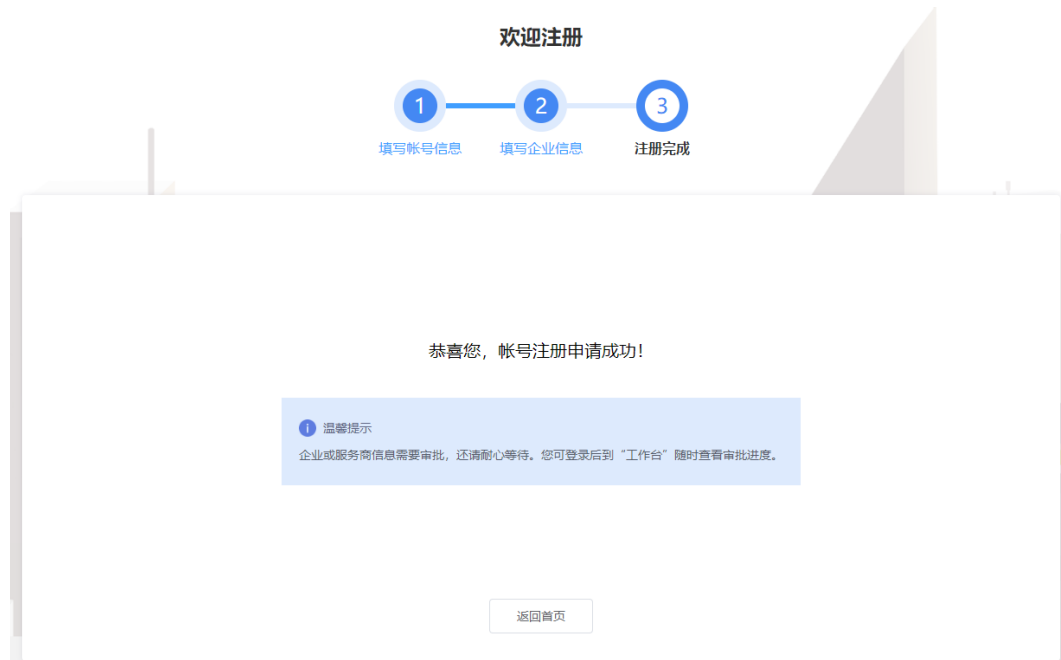 欢迎注册
1
2
3
填写帐号信息
填写企业信息
注册完成
恭喜您，帐号注册申请成功！
i 温馨提示
企业或服务商信息需要审批，还请耐心等待。您可登录后到“工作台”随时查看审批进度。
返回首页